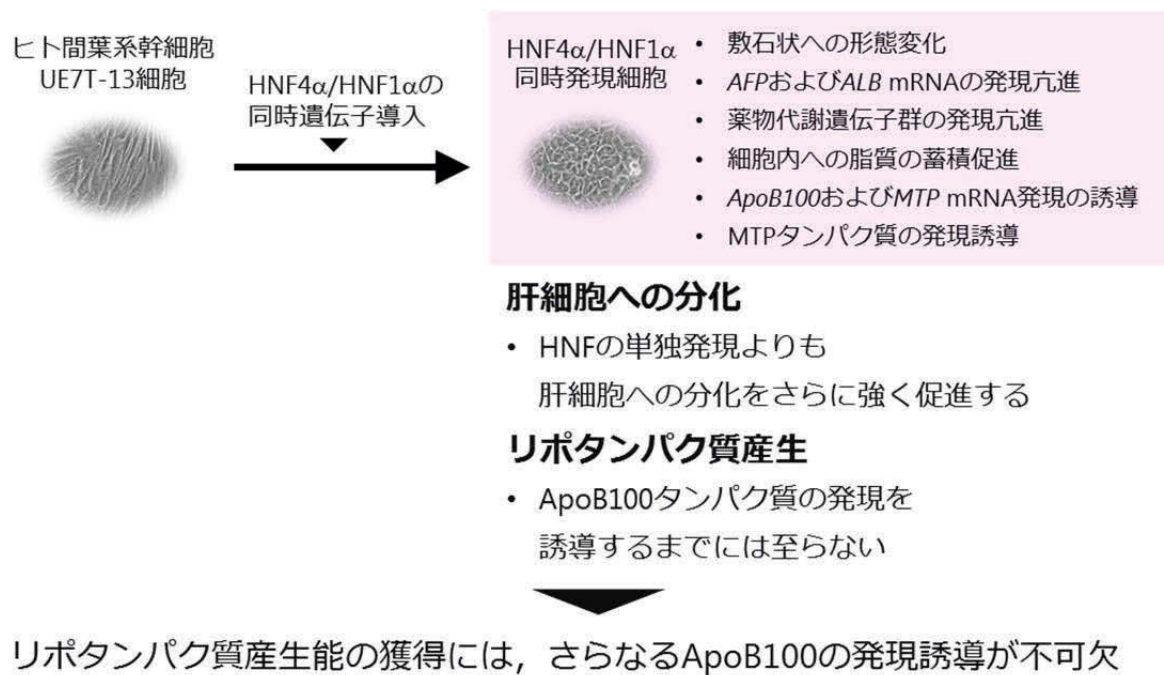 ヒト間葉系幹細胞
UE7T-13細胞
HNF4α/HNF1αの
同時遺伝子導入
HNF4α/HNF1α
同時発現細胞
• 敷石状への形態変化
• AFPおよびALB mRNAの発現亢進
• 薬物代謝遺伝子群の発現亢進
• 細胞内への脂質の蓄積促進
• ApoB100およびMTP mRNA発現の誘導
• MTPタンパク質の発現誘導
肝細胞への分化
• HNFの単独発現よりも
肝細胞への分化をさらに強く促進する
リポタンパク質産生
• ApoB100タンパク質の発現を
誘導するまでには至らない
リポタンパク質産生能の獲得には，さらなるApoB100の発現誘導が不可欠